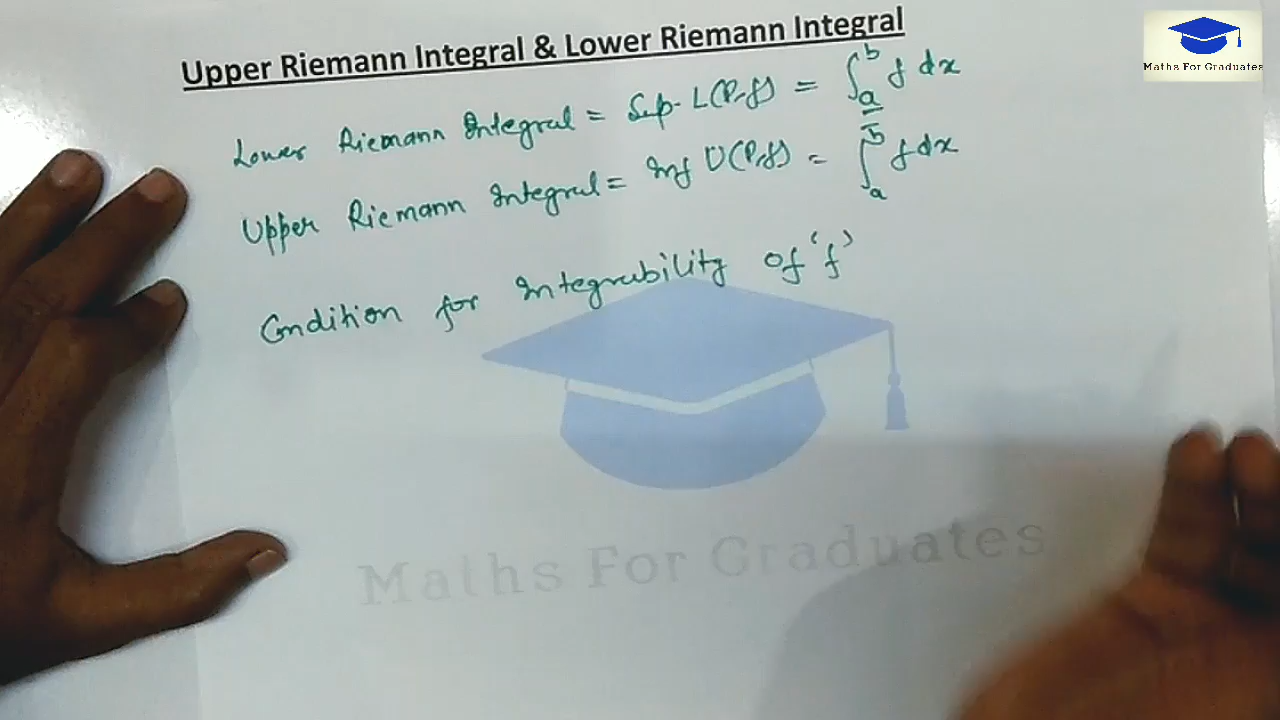 Upper Riemann Integral & Lower Riemann Integral
Lower Riemann Integral = Sup. L(P,f) = ∫_a̲^b f dx
Upper Riemann Integral = Inf U(P,f) = ∫_a^b̅ f dx
Condition for Integrability of 'f'
Maths For Graduates
Maths For Graduates